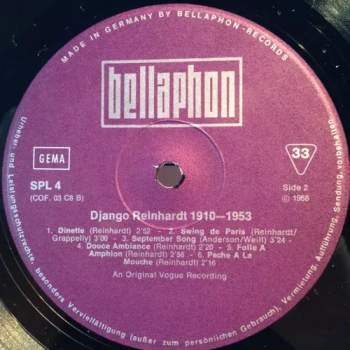 MADE IN GERMANY BY BELLAPHON-RECORDS
bellaphon
GEMA
33
SPL 4
(COF. 03 C6 B)
Side 2
Ⓟ 1968
Django Reinhardt 1910—1953
1. Dinette (Reinhardt) 2'52 — 2. Swing de Paris (Reinhardt/
Grappelly) 3'06 — 3. September Song (Anderson/Weill) 3'24 —
4. Douce Ambiance (Reinhardt) 2'20 — 5. Folie A
Amphion (Reinhardt) 2'56 — 6. Peche A La
Mouche (Reinhardt) 2'56
An Original Vogue Recording
Urheber- und Leistungsschutzrechte, besonders Vervielfältigung (außer zum persönlichen Gebrauch), Vermietung, Aufführung, Sendung, vorbehalten